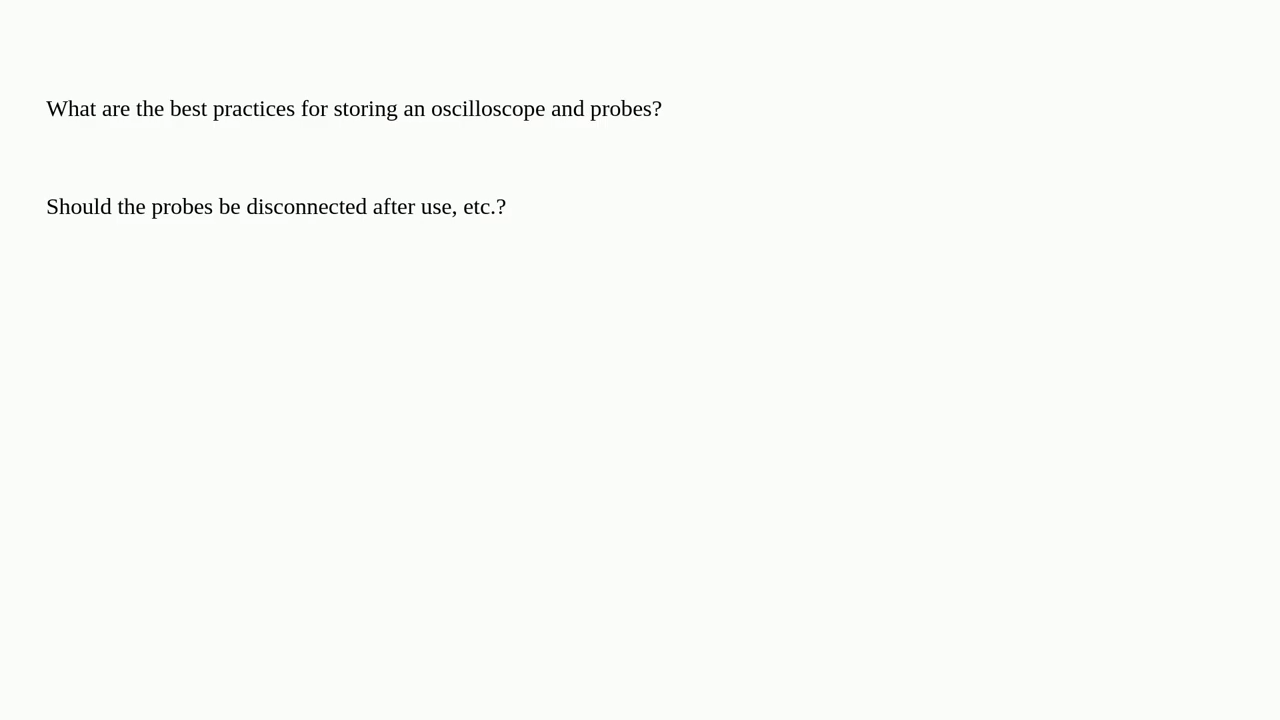 What are the best practices for storing an oscilloscope and probes?
Should the probes be disconnected after use, etc.?